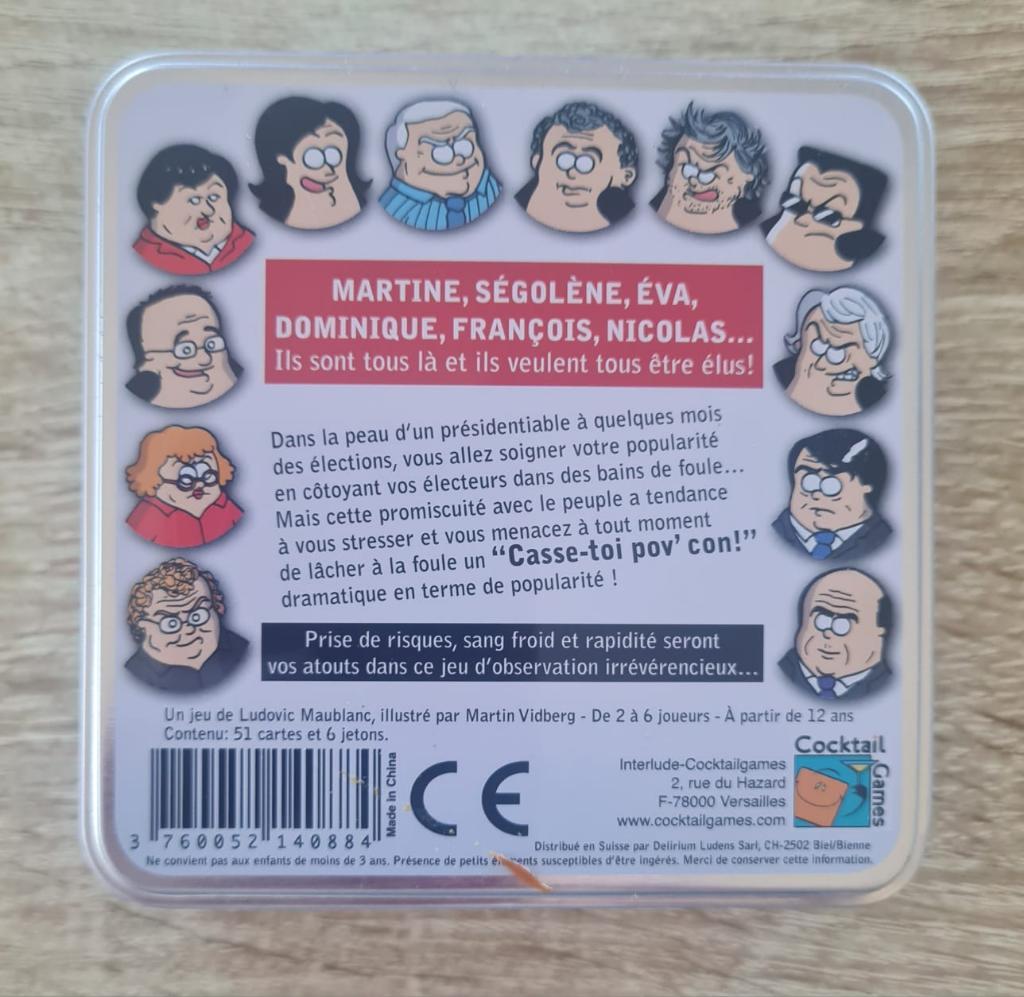 MARTINE, SÉGOLÈNE, ÉVA,
DOMINIQUE, FRANÇOIS, NICOLAS...
Ils sont tous là et ils veulent tous être élus!
Dans la peau d'un présidentiable à quelques mois
des élections, vous allez soigner votre popularité
en côtoyant vos électeurs dans des bains de foule...
Mais cette promiscuité avec le peuple a tendance
à vous stresser et vous menacez à tout moment
de lâcher à la foule un "Casse-toi pov' con!"
dramatique en terme de popularité !
Prise de risques, sang froid et rapidité seront
vos atouts dans ce jeu d'observation irrévérencieux...
Un jeu de Ludovic Maublanc, illustré par Martin Vidberg - De 2 à 6 joueurs - À partir de 12 ans
Contenu: 51 cartes et 6 jetons.
3 760052 140884
Made in China
CE
Interlude-Cocktailgames
2, rue du Hazard
F-78000 Versailles
www.cocktailgames.com
Cocktail
Games
Distribué en Suisse par Delirium Ludens Sarl, CH-2502 Biel/Bienne
Ne convient pas aux enfants de moins de 3 ans. Présence de petits susceptibles d'être ingérés. Merci de conserver cette information.